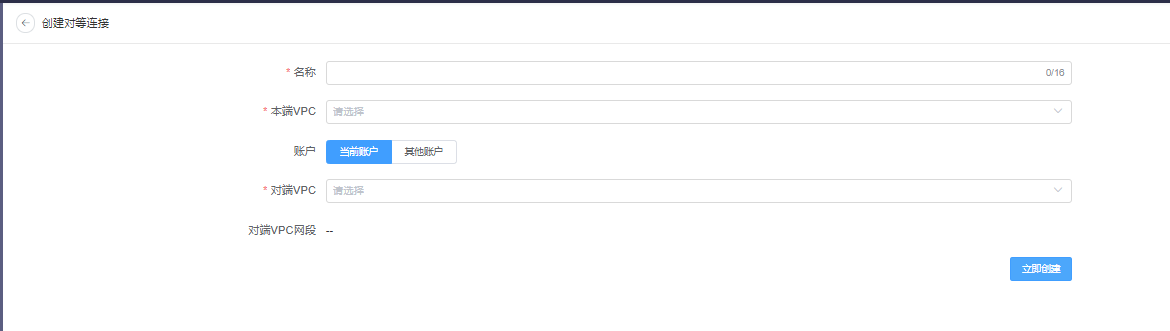 创建对等连接
* 名称 0/16
* 本端VPC 请选择
账户 当前账户 其他账户
* 对端VPC 请选择
对端VPC网段 --
立即创建